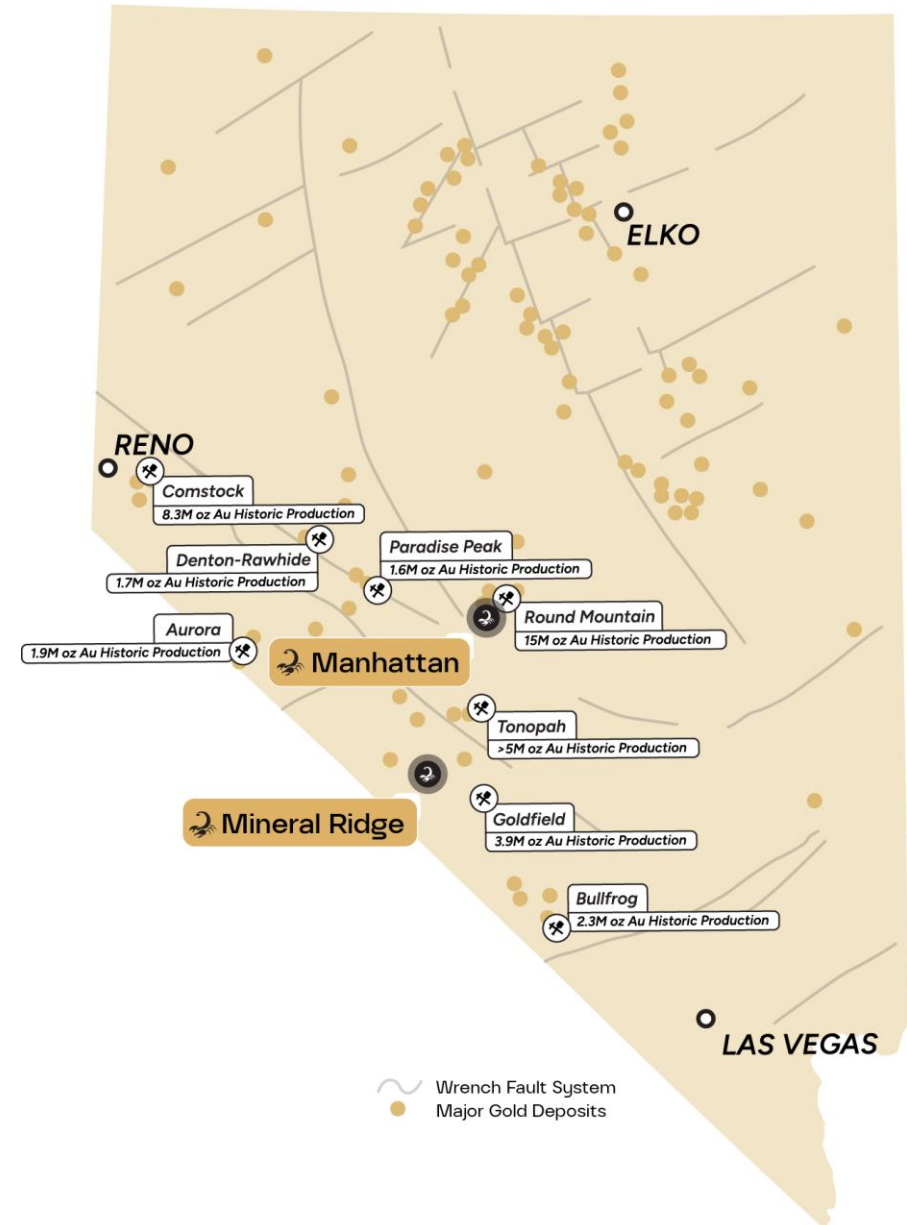 ELKO
RENO
Comstock
8.3M oz Au Historic Production
Denton-Rawhide
1.7M oz Au Historic Production
Paradise Peak
1.6M oz Au Historic Production
Round Mountain
15M oz Au Historic Production
Aurora
1.9M oz Au Historic Production
Manhattan
Tonopah
>5M oz Au Historic Production
Mineral Ridge
Goldfield
3.9M oz Au Historic Production
Bullfrog
2.3M oz Au Historic Production
LAS VEGAS
Wrench Fault System
Major Gold Deposits